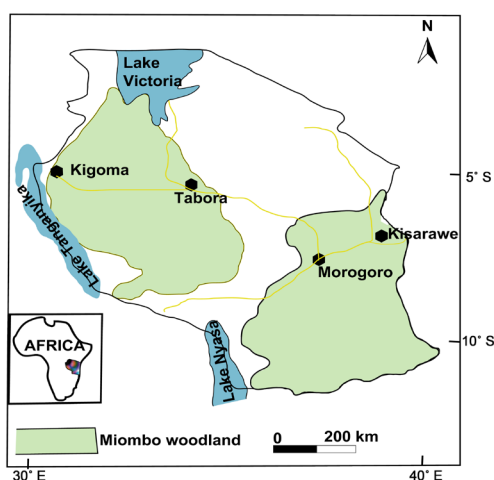 N
Lake
Victoria
Kigoma
5° S
Tabora
Lake Tanganyika
Kisarawe
Morogoro
AFRICA
Lake Nyasa
10° S
Miombo woodland
0 200 km
30° E
40° E